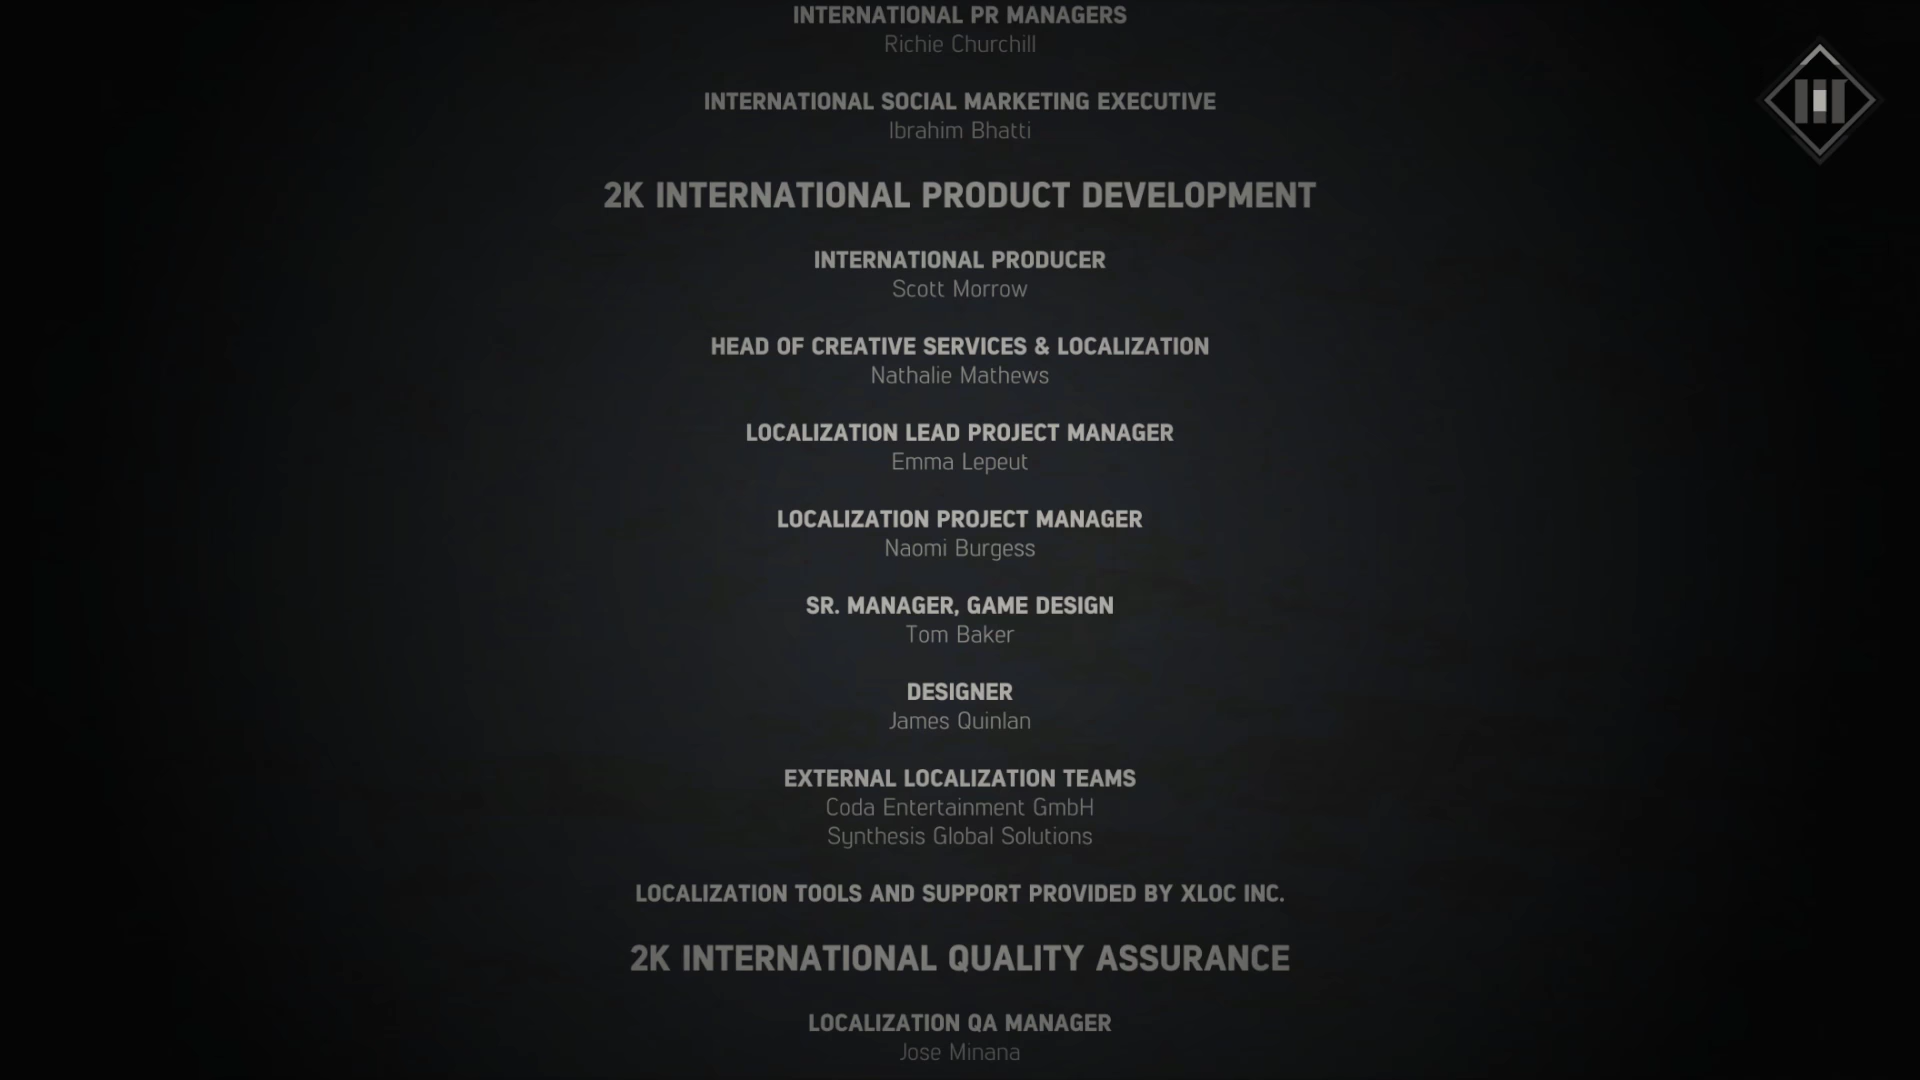 INTERNATIONAL PR MANAGERS
Richie Churchill
INTERNATIONAL SOCIAL MARKETING EXECUTIVE
Ibrahim Bhatti
2K INTERNATIONAL PRODUCT DEVELOPMENT
INTERNATIONAL PRODUCER
Scott Morrow
HEAD OF CREATIVE SERVICES & LOCALIZATION
Nathalie Mathews
LOCALIZATION LEAD PROJECT MANAGER
Emma Lepeut
LOCALIZATION PROJECT MANAGER
Naomi Burgess
SR. MANAGER, GAME DESIGN
Tom Baker
DESIGNER
James Quinlan
EXTERNAL LOCALIZATION TEAMS
Coda Entertainment GmbH
Synthesis Global Solutions
LOCALIZATION TOOLS AND SUPPORT PROVIDED BY XLOC INC.
2K INTERNATIONAL QUALITY ASSURANCE
LOCALIZATION QA MANAGER
Jose Minana